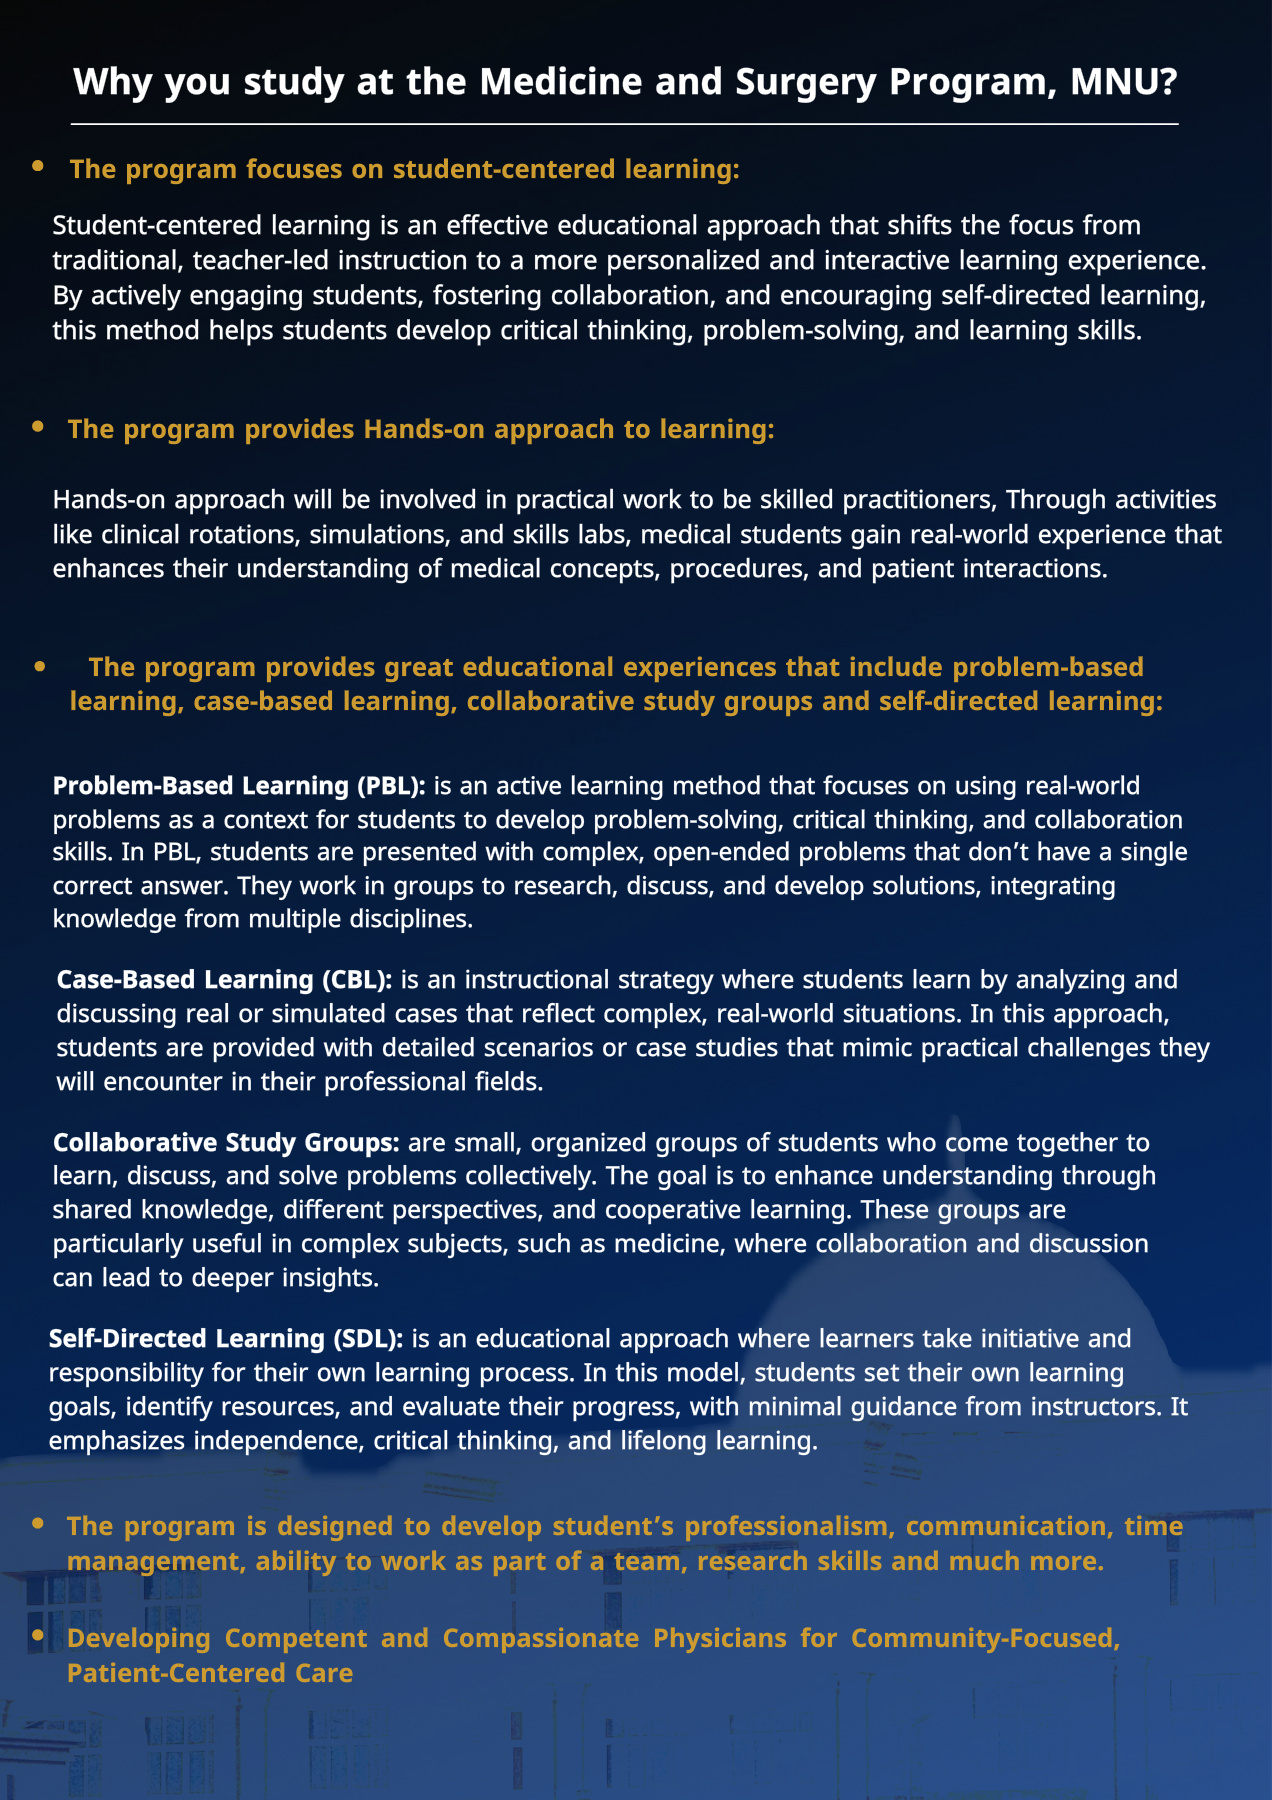 Why you study at the Medicine and Surgery Program, MNU?
• The program focuses on student-centered learning:
Student-centered learning is an effective educational approach that shifts the focus from
traditional, teacher-led instruction to a more personalized and interactive learning experience.
By actively engaging students, fostering collaboration, and encouraging self-directed learning,
this method helps students develop critical thinking, problem-solving, and learning skills.
• The program provides Hands-on approach to learning:
Hands-on approach will be involved in practical work to be skilled practitioners, Through activities
like clinical rotations, simulations, and skills labs, medical students gain real-world experience that
enhances their understanding of medical concepts, procedures, and patient interactions.
• The program provides great educational experiences that include problem-based
learning, case-based learning, collaborative study groups and self-directed learning:
Problem-Based Learning (PBL): is an active learning method that focuses on using real-world
problems as a context for students to develop problem-solving, critical thinking, and collaboration
skills. In PBL, students are presented with complex, open-ended problems that don’t have a single
correct answer. They work in groups to research, discuss, and develop solutions, integrating
knowledge from multiple disciplines.
Case-Based Learning (CBL): is an instructional strategy where students learn by analyzing and
discussing real or simulated cases that reflect complex, real-world situations. In this approach,
students are provided with detailed scenarios or case studies that mimic practical challenges they
will encounter in their professional fields.
Collaborative Study Groups: are small, organized groups of students who come together to
learn, discuss, and solve problems collectively. The goal is to enhance understanding through
shared knowledge, different perspectives, and cooperative learning. These groups are
particularly useful in complex subjects, such as medicine, where collaboration and discussion
can lead to deeper insights.
Self-Directed Learning (SDL): is an educational approach where learners take initiative and
responsibility for their own learning process. In this model, students set their own learning
goals, identify resources, and evaluate their progress, with minimal guidance from instructors. It
emphasizes independence, critical thinking, and lifelong learning.
• The program is designed to develop student’s professionalism, communication, time
management, ability to work as part of a team, research skills and much more.
• Developing Competent and Compassionate Physicians for Community-Focused,
Patient-Centered Care